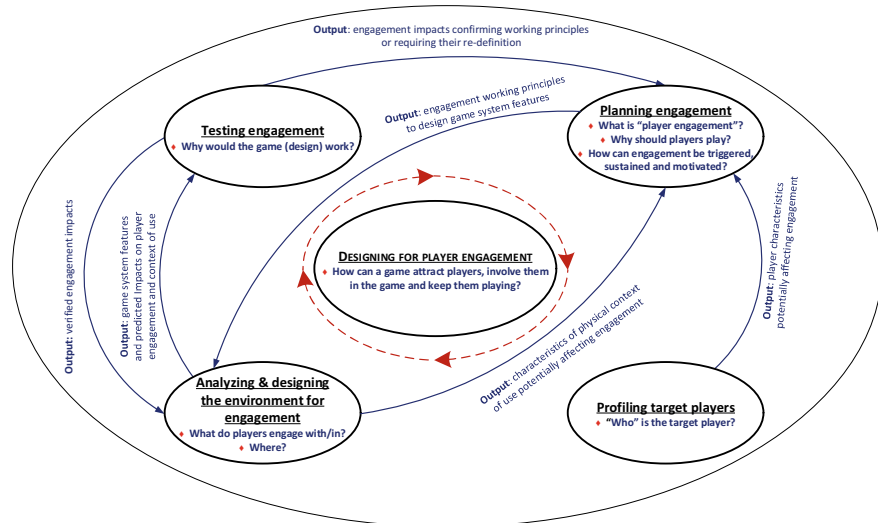 Output: engagement impacts confirming working principles
or requiring their re-definition
Testing engagement
♦ Why would the game (design) work?
Output: engagement working principles
to design game system features
Planning engagement
♦ What is “player engagement”?
♦ Why should players play?
♦ How can engagement be triggered,
sustained and motivated?
DESIGNING FOR PLAYER ENGAGEMENT
♦ How can a game attract players, involve them
in the game and keep them playing?
Output: verified engagement impacts
Output: game system features
and predicted Impacts on player
engagement and context of use
Output: player characteristics
potentially affecting engagement
Output: characteristics of physical context
of use potentially affecting engagement
Analyzing & designing
the environment for
engagement
♦ What do players engage with/in?
♦ Where?
Profiling target players
♦ “Who” is the target player?